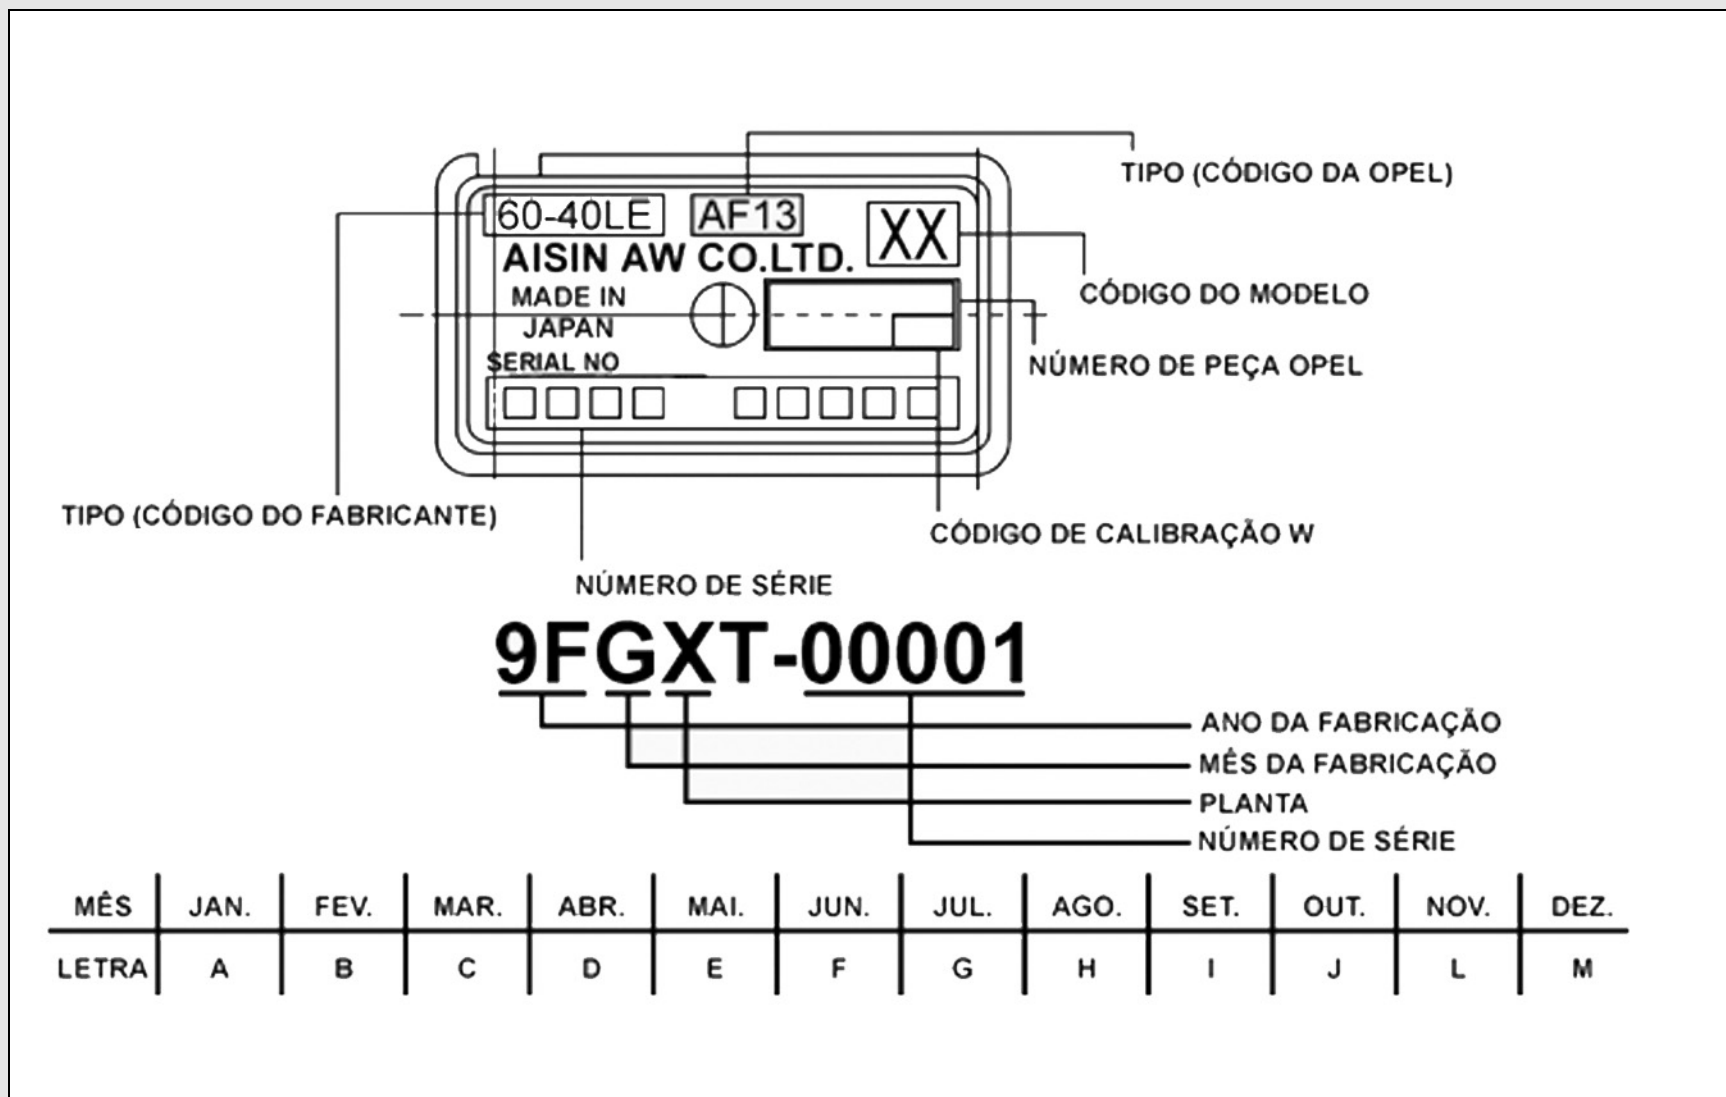 TIPO (CÓDIGO DA OPEL)
60-40LE AF13 XX
AISIN AW CO.LTD.
CÓDIGO DO MODELO
MADE IN
JAPAN
SERIAL NO
NÚMERO DE PEÇA OPEL
TIPO (CÓDIGO DO FABRICANTE)
CÓDIGO DE CALIBRAÇÃO W
NÚMERO DE SÉRIE
9FGXT-00001
ANO DA FABRICAÇÃO
MÊS DA FABRICAÇÃO
PLANTA
NÚMERO DE SÉRIE
MÊS JAN. FEV. MAR. ABR. MAI. JUN. JUL. AGO. SET. OUT. NOV. DEZ.
LETRA A B C D E F G H I J L M